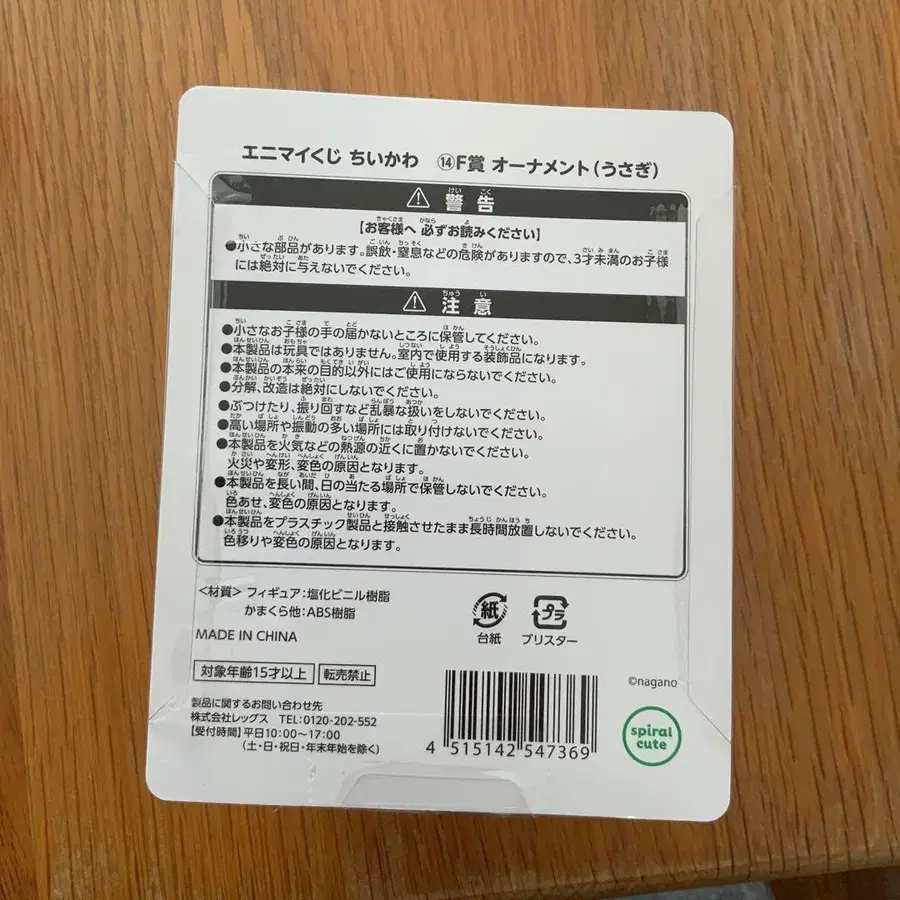 エニマイくじ ちいかわ ⑭F賞 オーナメント(うさぎ)
⚠ 警告
【お客様へ 必ずお読みください】
●小さな部品があります。誤飲・窒息などの危険がありますので、3才未満のお子様
には絶対に与えないでください。
⚠ 注意
●小さなお子様の手の届かないところに保管してください。
●本製品は玩具ではありません。室内で使用する装飾品になります。
●本製品の本来の目的以外にはご使用にならないでください。
●分解、改造は絶対にしないでください。
●ぶつけたり、振り回すなど乱暴な扱いをしないでください。
●高い場所や振動の多い場所には取り付けないでください。
●本製品を火気などの熱源の近くに置かないでください。
火災や変形、変色の原因となります。
●本製品を長い間、日の当たる場所で保管しないでください。
色あせ、変色の原因となります。
●本製品をプラスチック製品と接触させたまま長時間放置しないでください。
色移りや変色の原因となります。
<材質> フィギュア:塩化ビニル樹脂
かまくら他:ABS樹脂
MADE IN CHINA
紙
台紙
プラ
ブリスター
対象年齢15才以上 転売禁止
製品に関するお問い合わせ先
株式会社レッグス TEL:0120-202-552
【受付時間】平日10:00~17:00
(土・日・祝日・年末年始を除く)
4 515142 547369
©nagano
spiral
cute